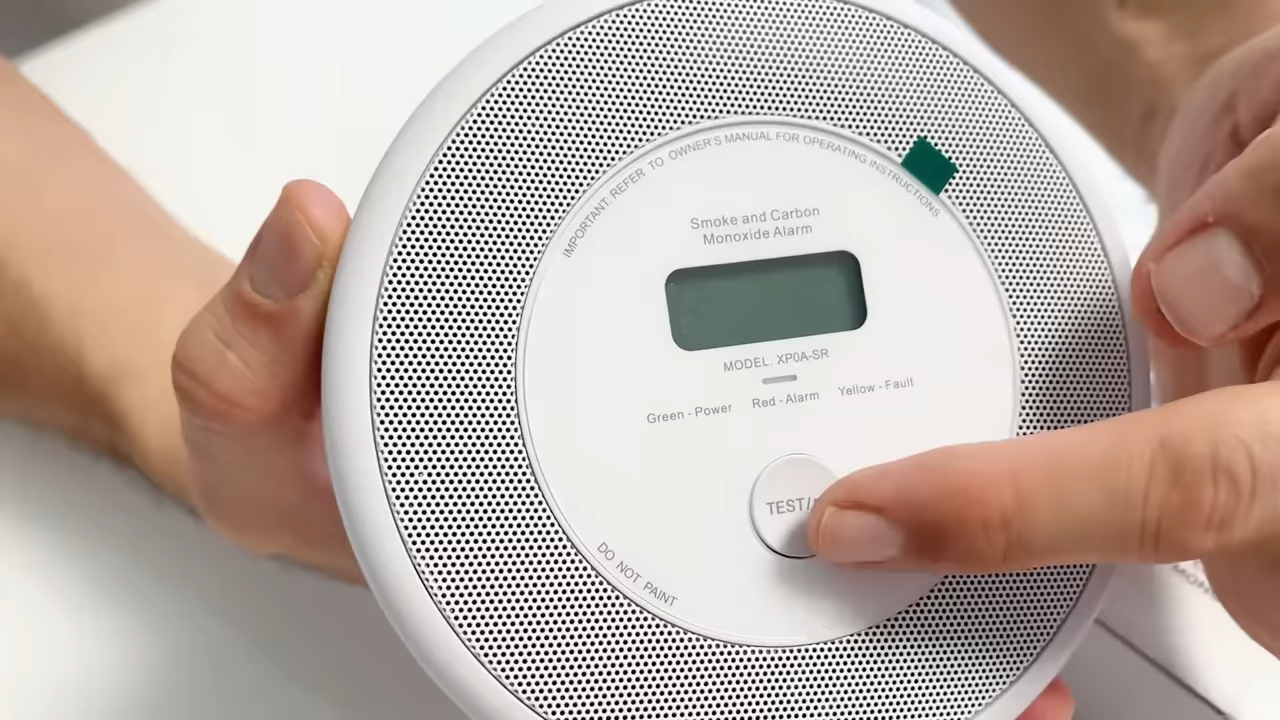 IMPORTANT: REFER TO OWNER'S MANUAL FOR OPERATING INSTRUCTIONS
Smoke and Carbon
Monoxide Alarm
MODEL: XP0A-SR
Green - Power
Red - Alarm
Yellow - Fault
TEST/
DO NOT PAINT